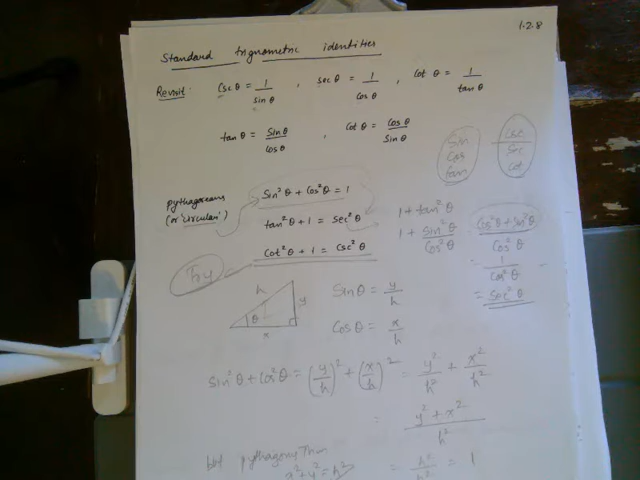 1.2.8
Standard trignometric identities
Revisit: Csc θ = 1/sin θ , sec θ = 1/cos θ , Cot θ = 1/tan θ
tan θ = Sin θ/cos θ , Cot θ = Cos θ/Sin θ
Sin Cos tan
csc Sec Cot
pythagoreans (or 'circular')
Sin²θ + Cos²θ = 1
tan²θ + 1 = Sec²θ
Cot²θ + 1 = Csc²θ
Try
1 + tan²θ
1 + Sin²θ/Cos²θ
Cos²θ + Sin²θ/Cos²θ
= 1/Cos²θ
= Sec²θ
h y θ x
Sin θ = y/h
Cos θ = x/h
Sin²θ + Cos²θ = (y/h)² + (x/h)² = y²/h² + x²/h²
= y² + x²/h²
pythagorus Thm
x² + y² = h²
= h²/h² = 1